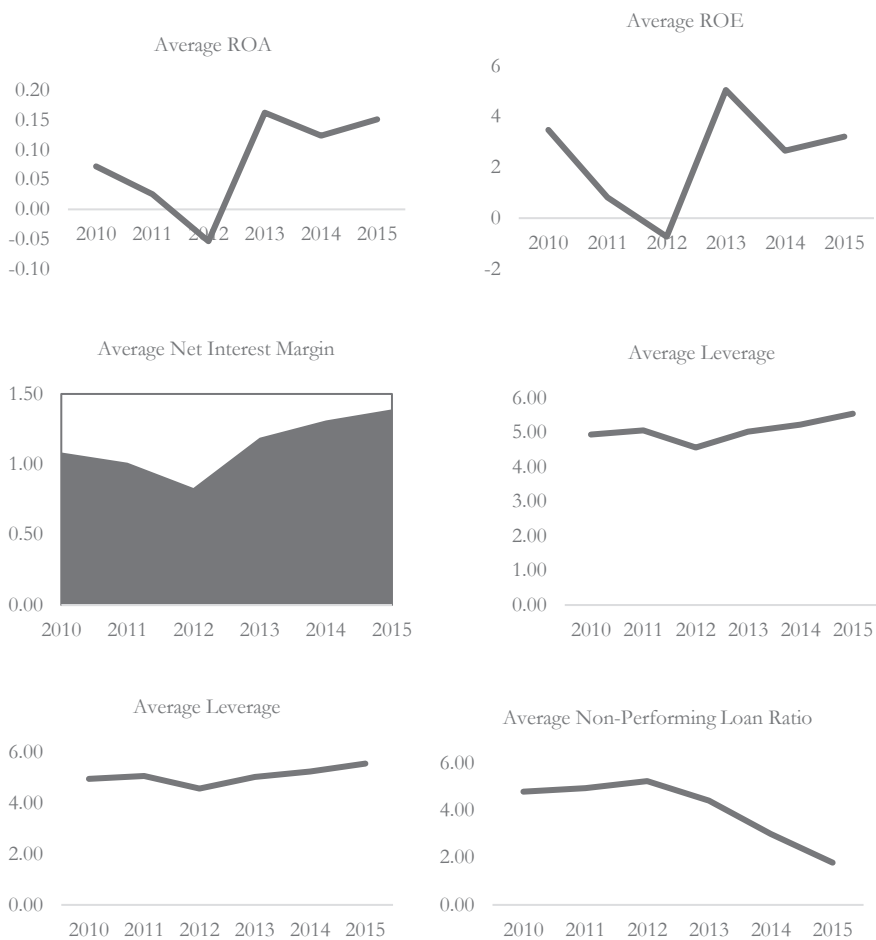 Average ROA
0.20
0.15
0.10
0.05
0.00
-0.05
-0.10
2010 2011 2012 2013 2014 2015
Average ROE
6
4
2
0
-2
2010 2011 2012 2013 2014 2015
Average Net Interest Margin
1.50
1.00
0.50
0.00
2010 2011 2012 2013 2014 2015
Average Leverage
6.00
5.00
4.00
3.00
2.00
1.00
0.00
2010 2011 2012 2013 2014 2015
Average Leverage
6.00
4.00
2.00
0.00
2010 2011 2012 2013 2014 2015
Average Non-Performing Loan Ratio
6.00
4.00
2.00
0.00
2010 2011 2012 2013 2014 2015